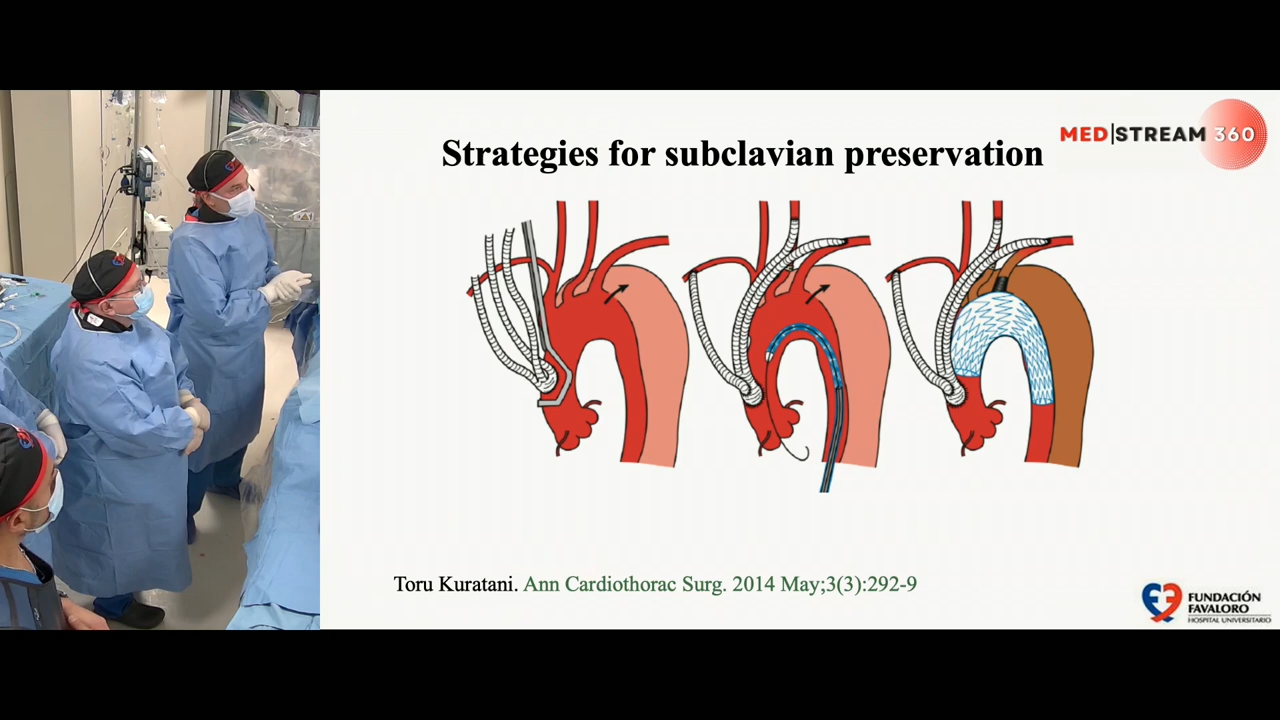 MED|STREAM 360
Strategies for subclavian preservation
Toru Kuratani. Ann Cardiothorac Surg. 2014 May;3(3):292-9
FUNDACIÓN
FAVALORO
HOSPITAL UNIVERSITARIO